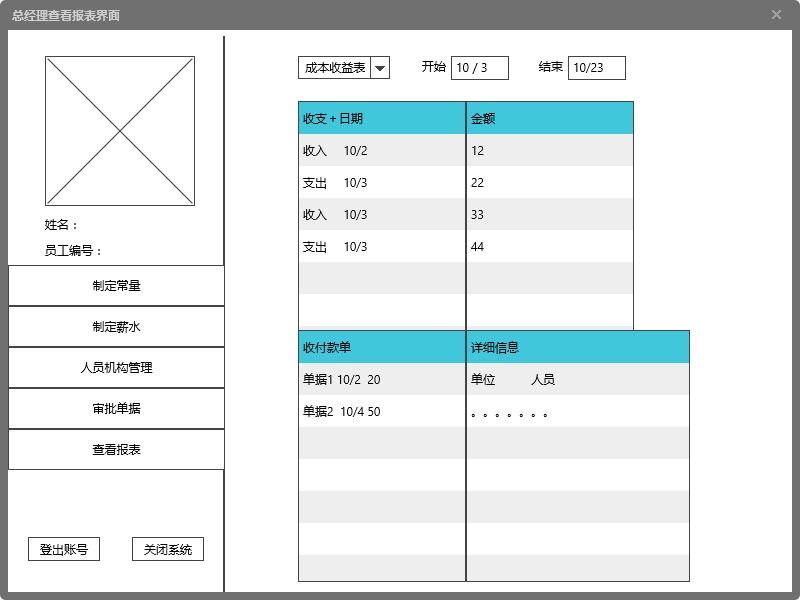 总经理查看报表界面
姓名：
员工编号：
制定常量
制定薪水
人员机构管理
审批单据
查看报表
登出账号 关闭系统
成本收益表 开始 10 / 3 结束 10/23
收支 + 日期 金额
收入 10/2 12
支出 10/3 22
收入 10/3 33
支出 10/3 44
收付款单 详细信息
单据1 10/2 20 单位 人员
单据2 10/4 50 。。。。。。。